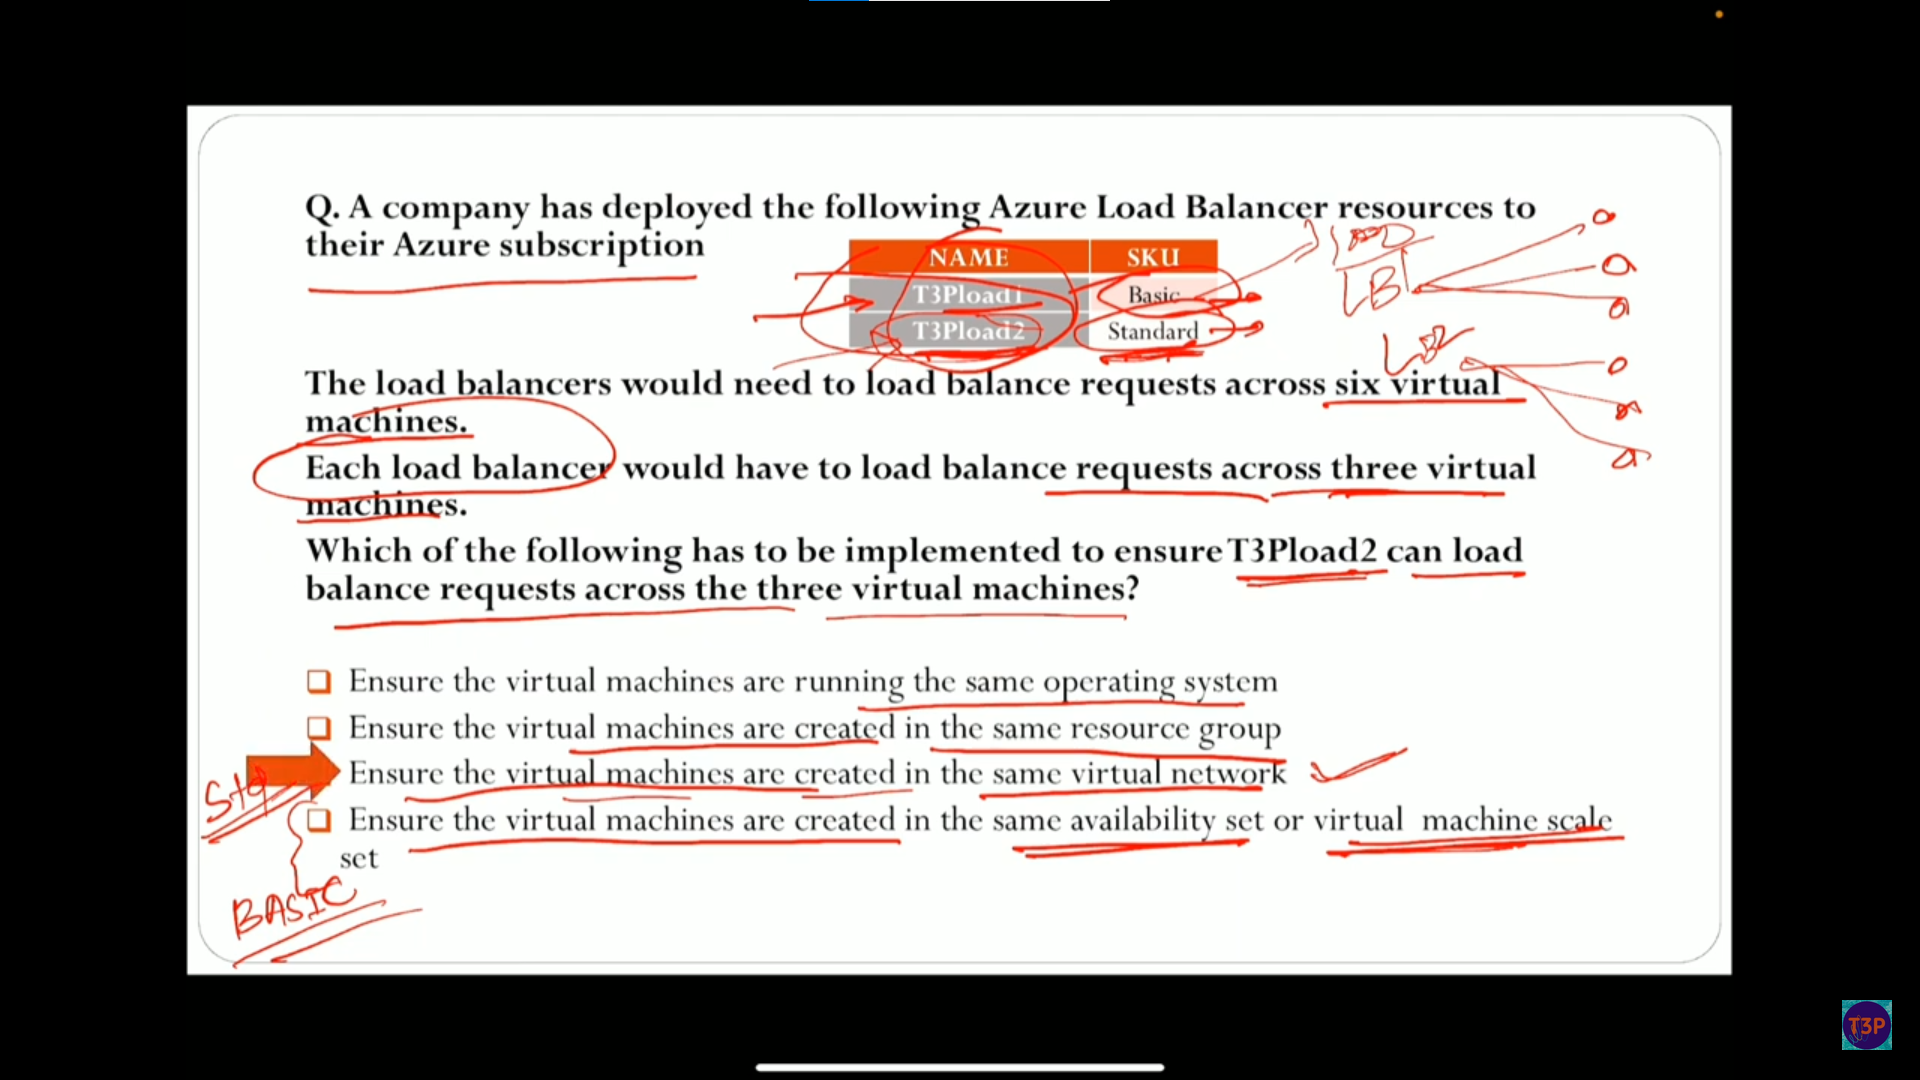 Q. A company has deployed the following Azure Load Balancer resources to
their Azure subscription
NAME SKU
T3Pload1 Basic
T3Pload2 Standard
LB1
LB2
The load balancers would need to load balance requests across six virtual
machines.
Each load balancer would have to load balance requests across three virtual
machines.
Which of the following has to be implemented to ensure T3Pload2 can load
balance requests across the three virtual machines?
Ensure the virtual machines are running the same operating system
Ensure the virtual machines are created in the same resource group
Ensure the virtual machines are created in the same virtual network
Ensure the virtual machines are created in the same availability set or virtual machine scale
set
BASIC
T3P